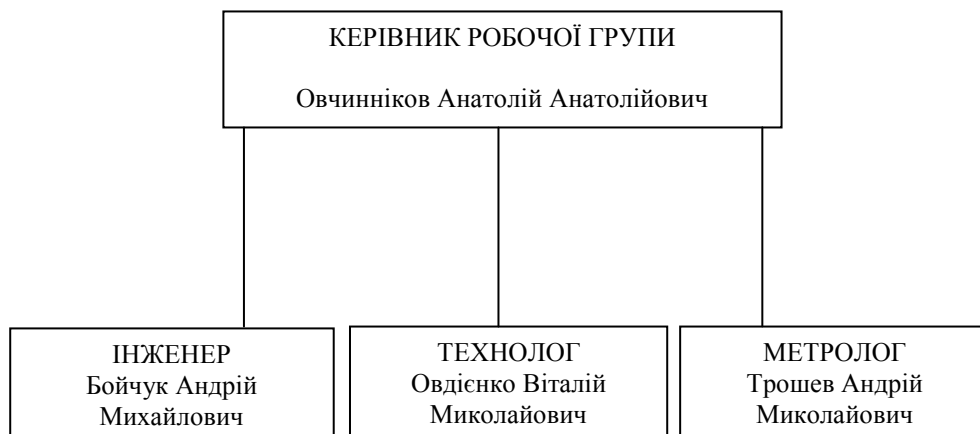 КЕРІВНИК РОБОЧОЇ ГРУПИ
Овчинніков Анатолій Анатолійович
ІНЖЕНЕР
Бойчук Андрій
Михайлович
ТЕХНОЛОГ
Овдієнко Віталій
Миколайович
МЕТРОЛОГ
Трошев Андрій
Миколайович